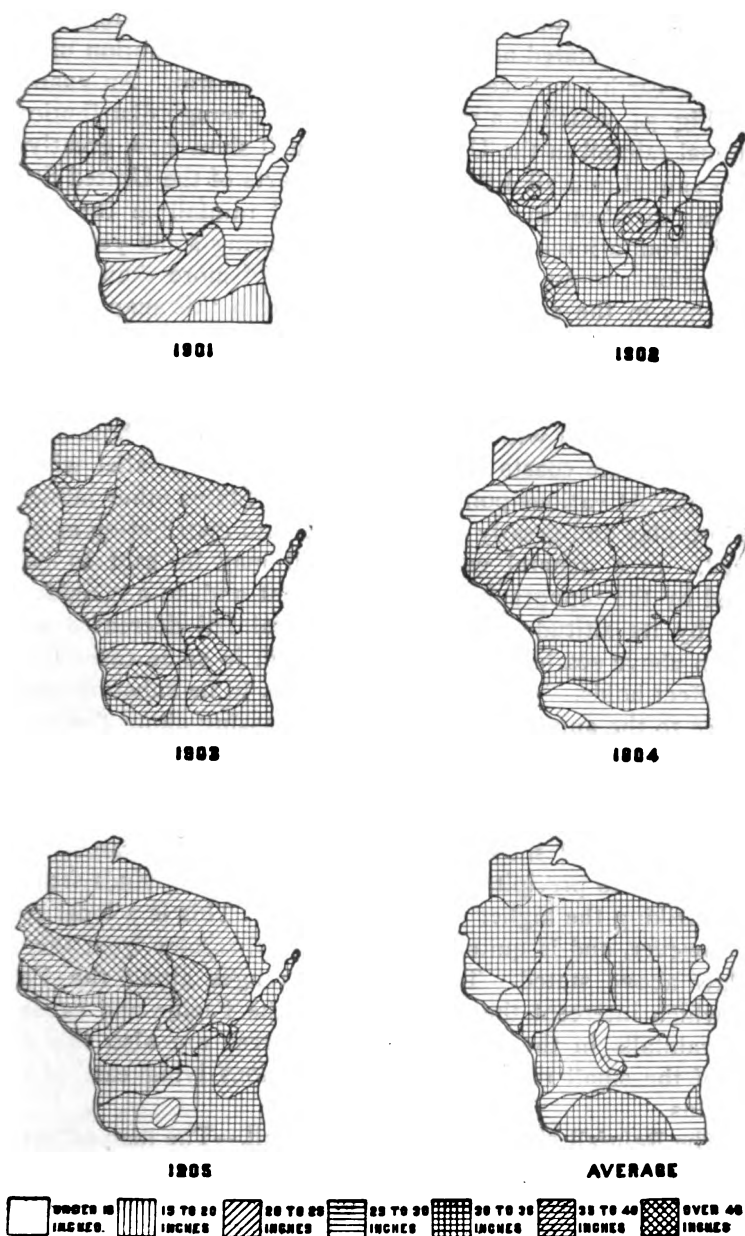 1901
1902
1903
1904
1905
AVERAGE
UNDER 15 INCHES.
15 TO 20 INCHES
20 TO 25 INCHES
25 TO 30 INCHES
30 TO 35 INCHES
35 TO 40 INCHES
OVER 40 INCHES